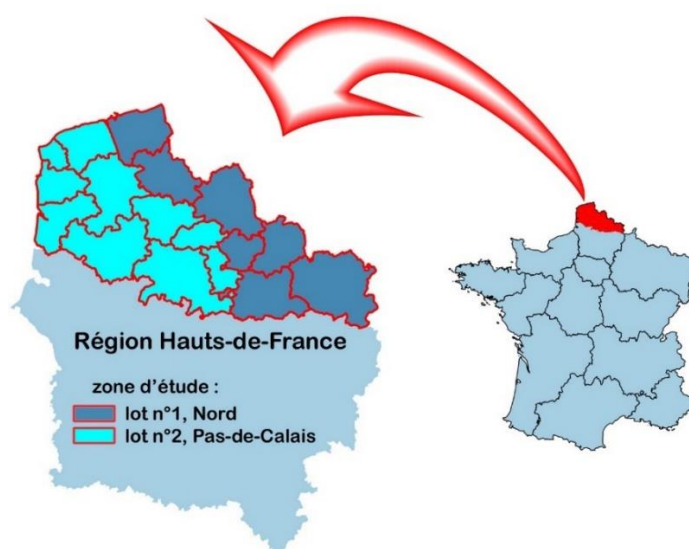 Région Hauts-de-France
zone d'étude :
lot n°1, Nord
lot n°2, Pas-de-Calais